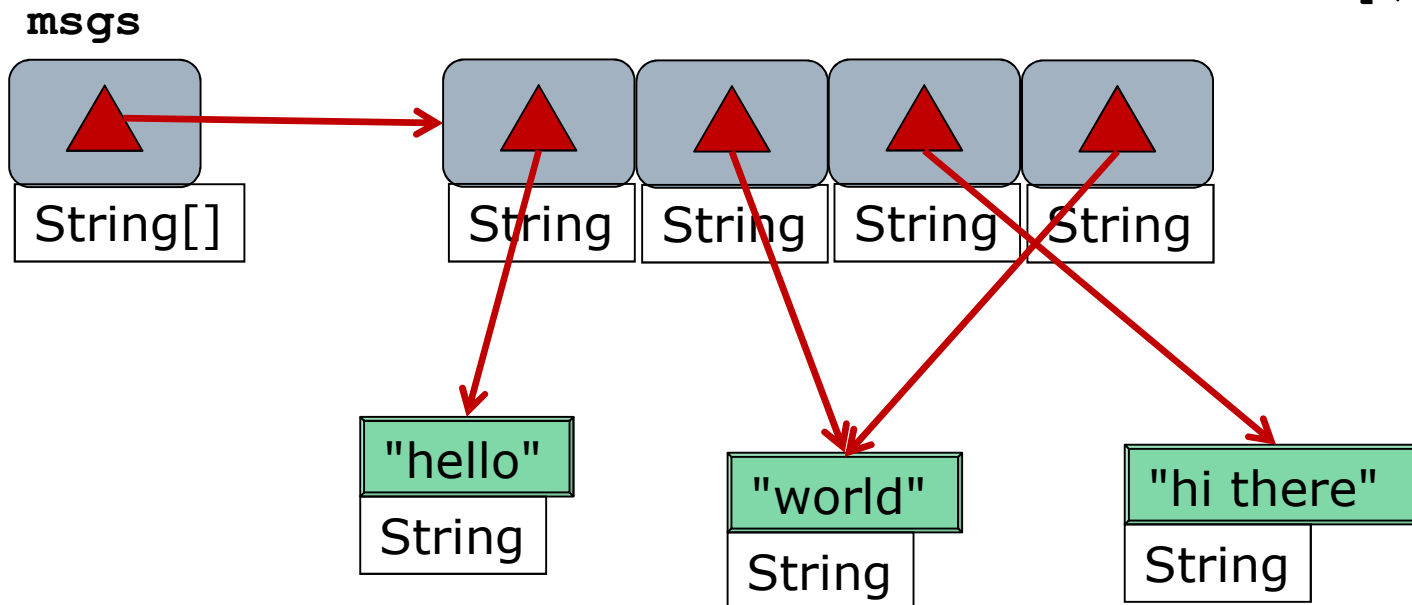 msgs
String[]
String String String String
"hello"
"world"
"hi there"
String
String
String